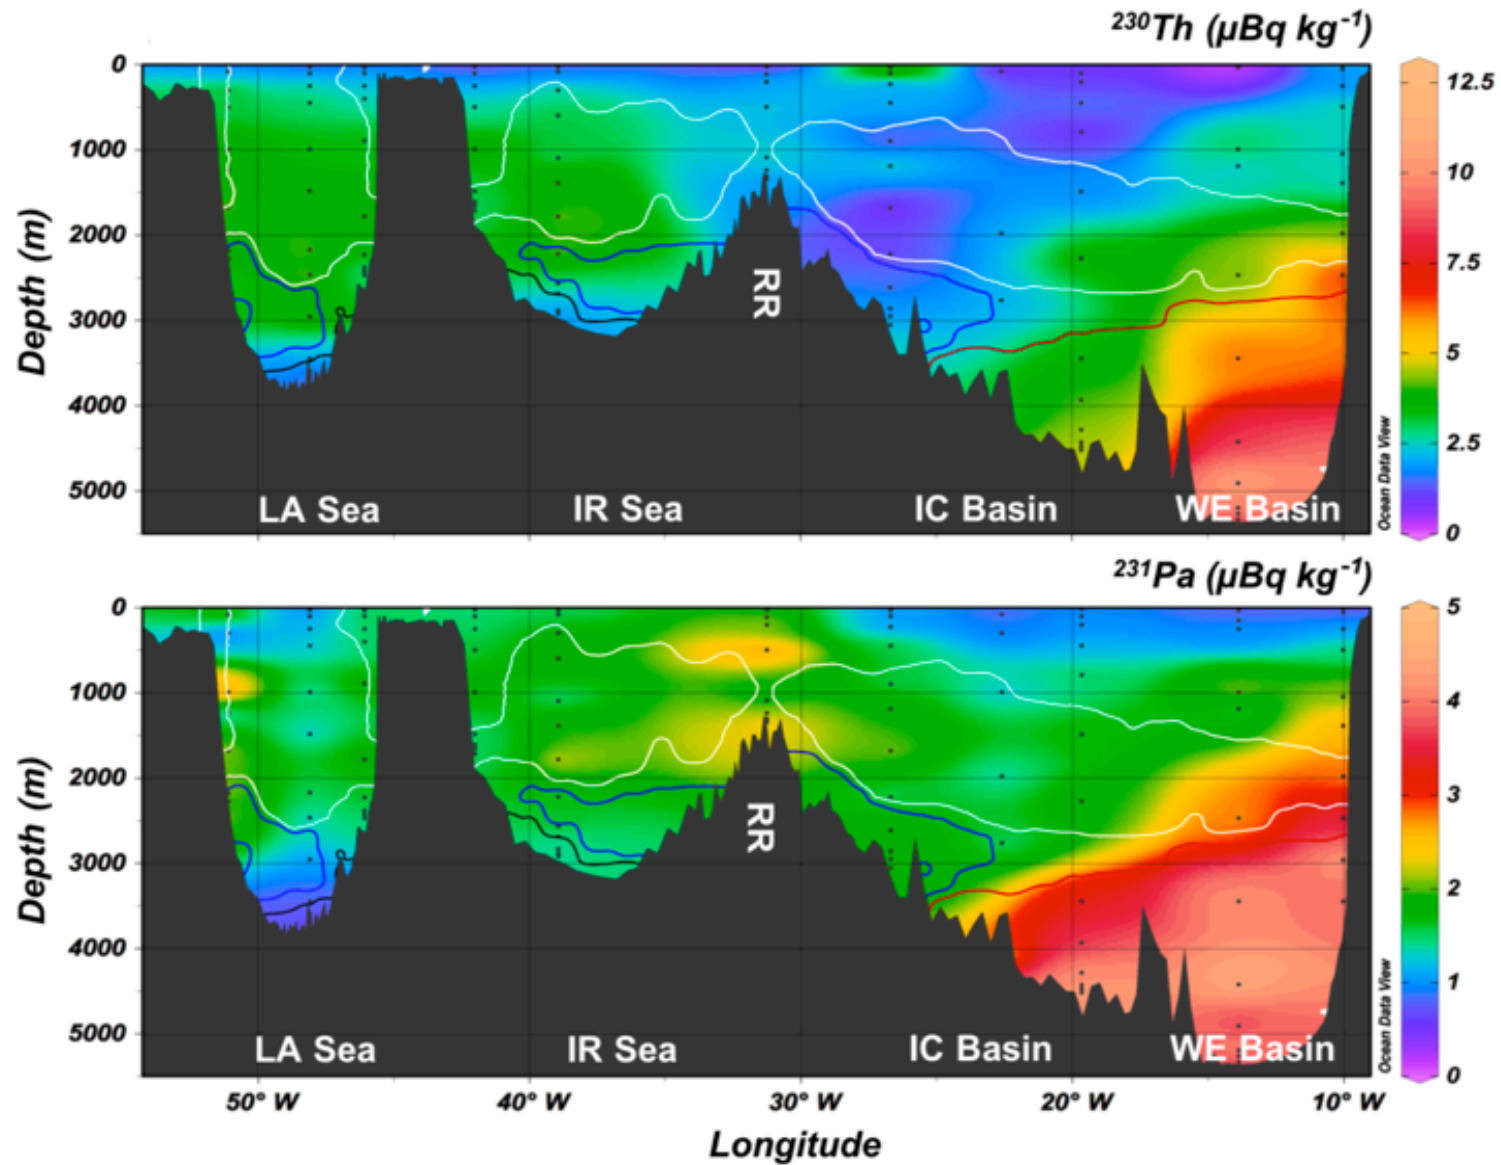 ²³⁰Th (µBq kg⁻¹)
0
1000
2000
3000
4000
5000
Depth (m)
RR
LA Sea
IR Sea
IC Basin
WE Basin
Ocean Data View
12.5
10
7.5
5
2.5
0
²³¹Pa (µBq kg⁻¹)
0
1000
2000
3000
4000
5000
Depth (m)
RR
LA Sea
IR Sea
IC Basin
WE Basin
Ocean Data View
5
4
3
2
1
0
50° W
40° W
30° W
20° W
10° W
Longitude